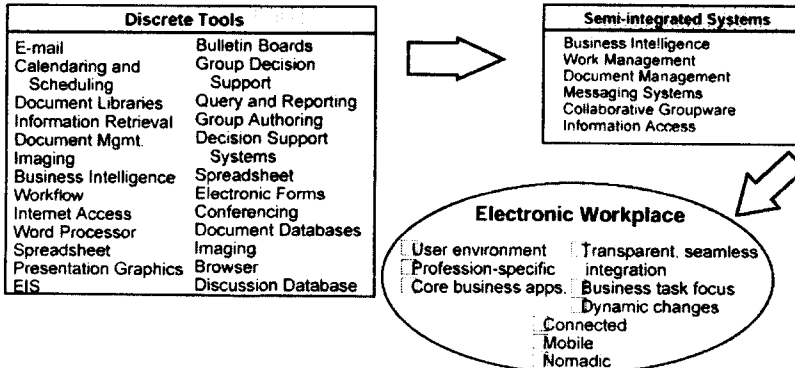 Discrete Tools
E-mail
Calendaring and
Scheduling
Document Libraries
Information Retrieval
Document Mgmt.
Imaging
Business Intelligence
Workflow
Internet Access
Word Processor
Spreadsheet
Presentation Graphics
EIS
Bulletin Boards
Group Decision
Support
Query and Reporting
Group Authoring
Decision Support
Systems
Spreadsheet
Electronic Forms
Conferencing
Document Databases
Imaging
Browser
Discussion Database
Semi-integrated Systems
Business Intelligence
Work Management
Document Management
Messaging Systems
Collaborative Groupware
Information Access
Electronic Workplace
User environment
Profession-specific
Core business apps.
Transparent, seamless
integration
Business task focus
Dynamic changes
Connected
Mobile
Nomadic